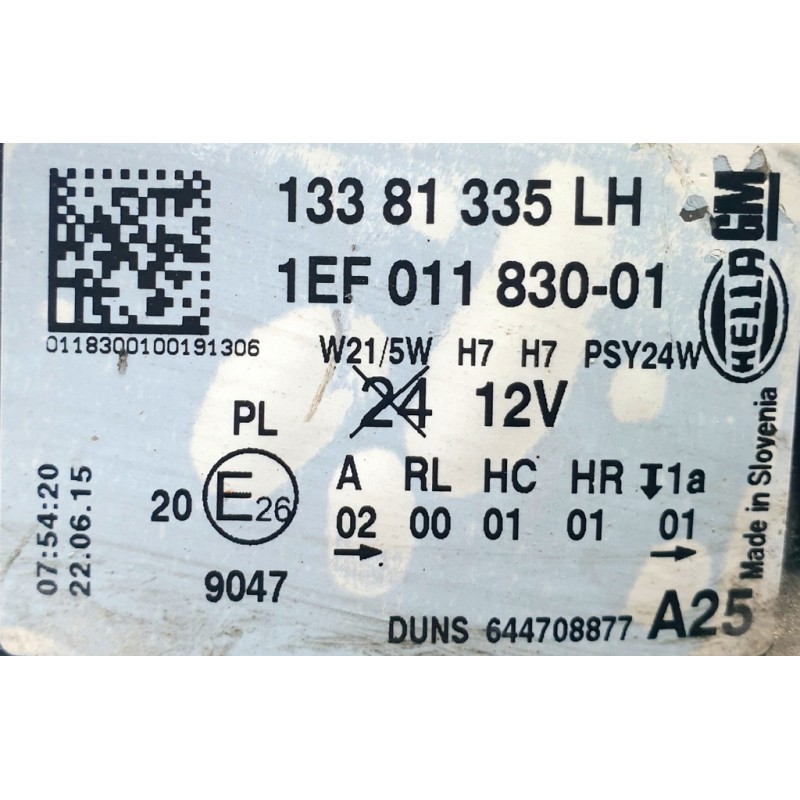 133 81 335 LH
GM
1EF 011 830-01
HELLA
0118300100191306
W21/5W H7 H7 PSY24W
24 12V
PL
A RL HC HR 1a
20 E26
02 00 01 01 01
9047
DUNS 644708877 A25
07:54:20
22.06.15
Made in Slovenia